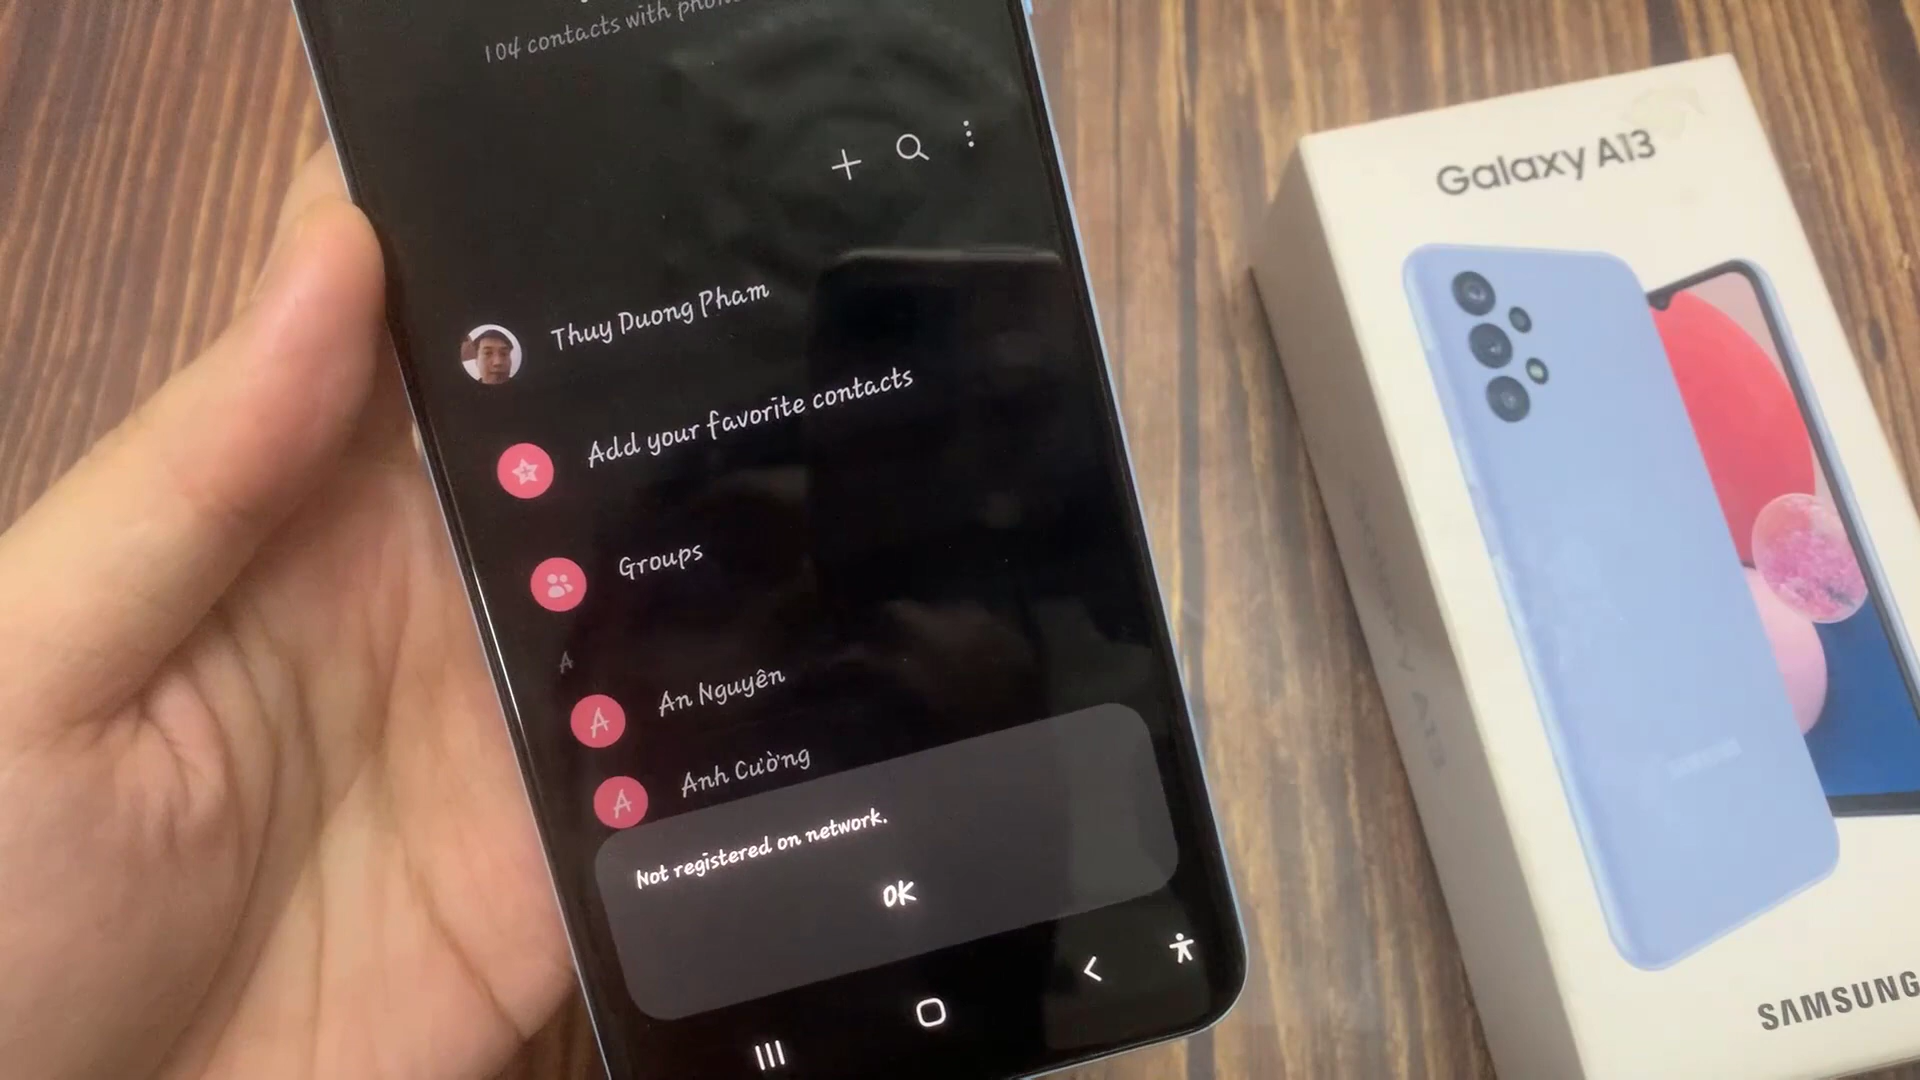 104 contacts with phone
Thuy Duong Pham
Add your favorite contacts
Groups
A
A
An Nguyên
A
Anh Cường
Not registered on network.
OK
Galaxy A13
SAMSUNG